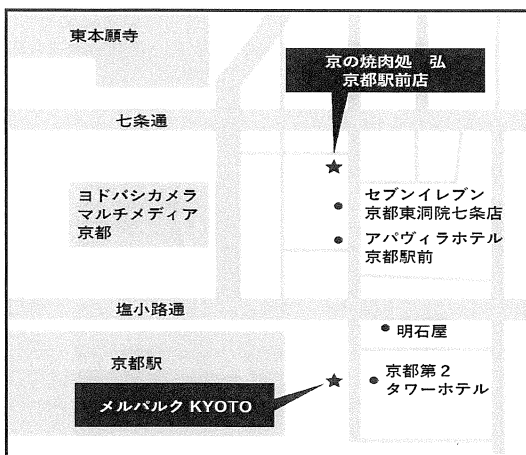 東本願寺
京の焼肉処 弘
京都駅前店
七条通
ヨドバシカメラ
マルチメディア
京都
セブンイレブン
京都東洞院七条店
アパヴィラホテル
京都駅前
塩小路通
明石屋
京都駅
京都第2
タワーホテル
メルパルク KYOTO